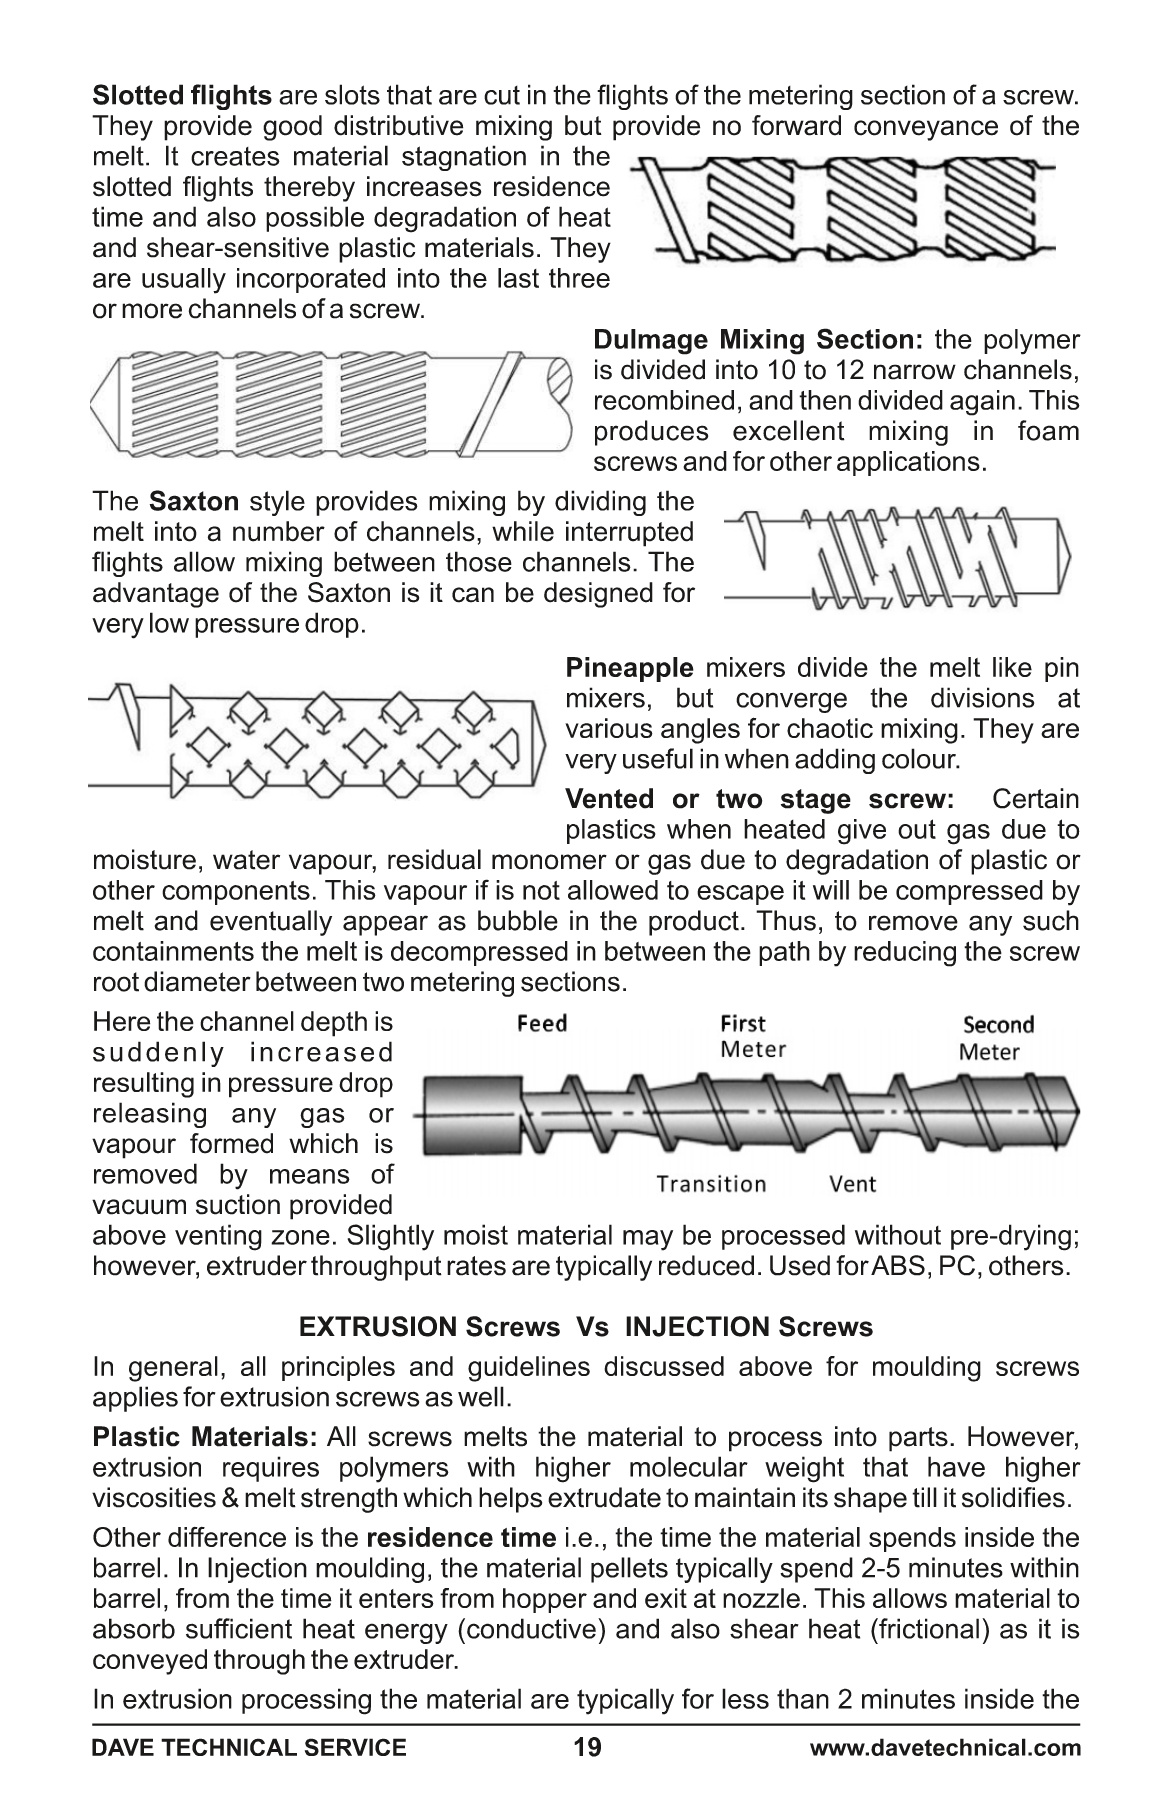 Slotted flights are slots that are cut in the flights of the metering section of a screw.
They provide good distributive mixing but provide no forward conveyance of the
melt. It creates material stagnation in the
slotted flights thereby increases residence
time and also possible degradation of heat
and shear-sensitive plastic materials. They
are usually incorporated into the last three
or more channels of a screw.
Dulmage Mixing Section: the polymer
is divided into 10 to 12 narrow channels,
recombined, and then divided again. This
produces excellent mixing in foam
screws and for other applications.
The Saxton style provides mixing by dividing the
melt into a number of channels, while interrupted
flights allow mixing between those channels. The
advantage of the Saxton is it can be designed for
very low pressure drop.
Pineapple mixers divide the melt like pin
mixers, but converge the divisions at
various angles for chaotic mixing. They are
very useful in when adding colour.
Vented or two stage screw: Certain
plastics when heated give out gas due to
moisture, water vapour, residual monomer or gas due to degradation of plastic or
other components. This vapour if is not allowed to escape it will be compressed by
melt and eventually appear as bubble in the product. Thus, to remove any such
containments the melt is decompressed in between the path by reducing the screw
root diameter between two metering sections.
Here the channel depth is
suddenly increased
resulting in pressure drop
releasing any gas or
vapour formed which is
removed by means of
vacuum suction provided
Feed First Second
Meter Meter
Transition Vent
above venting zone. Slightly moist material may be processed without pre-drying;
however, extruder throughput rates are typically reduced. Used for ABS, PC, others.
EXTRUSION Screws Vs INJECTION Screws
In general, all principles and guidelines discussed above for moulding screws
applies for extrusion screws as well.
Plastic Materials: All screws melts the material to process into parts. However,
extrusion requires polymers with higher molecular weight that have higher
viscosities & melt strength which helps extrudate to maintain its shape till it solidifies.
Other difference is the residence time i.e., the time the material spends inside the
barrel. In Injection moulding, the material pellets typically spend 2-5 minutes within
barrel, from the time it enters from hopper and exit at nozzle. This allows material to
absorb sufficient heat energy (conductive) and also shear heat (frictional) as it is
conveyed through the extruder.
In extrusion processing the material are typically for less than 2 minutes inside the
DAVE TECHNICAL SERVICE 19 www.davetechnical.com